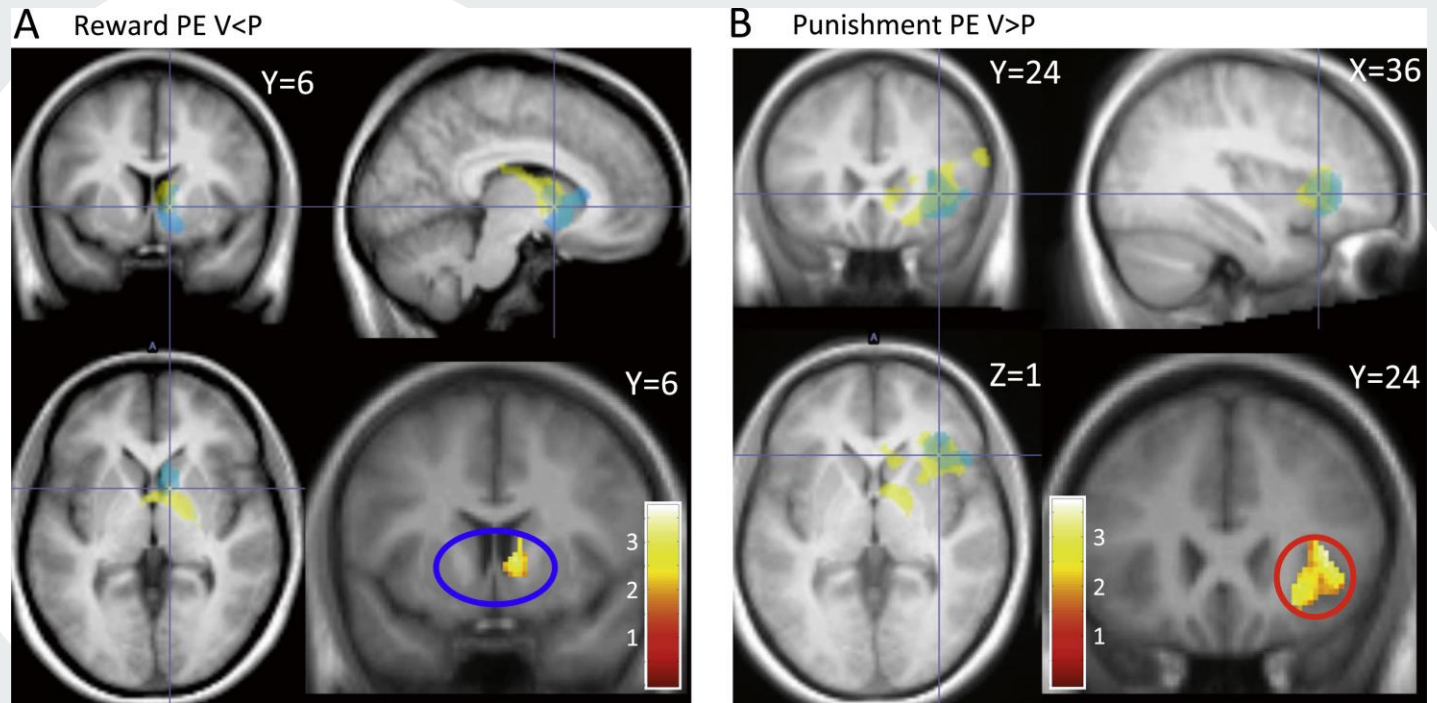 A Reward PE V<P
Y=6
A
Y=6
3
2
1
B Punishment PE V>P
Y=24
X=36
A
Z=1
Y=24
3
2
1